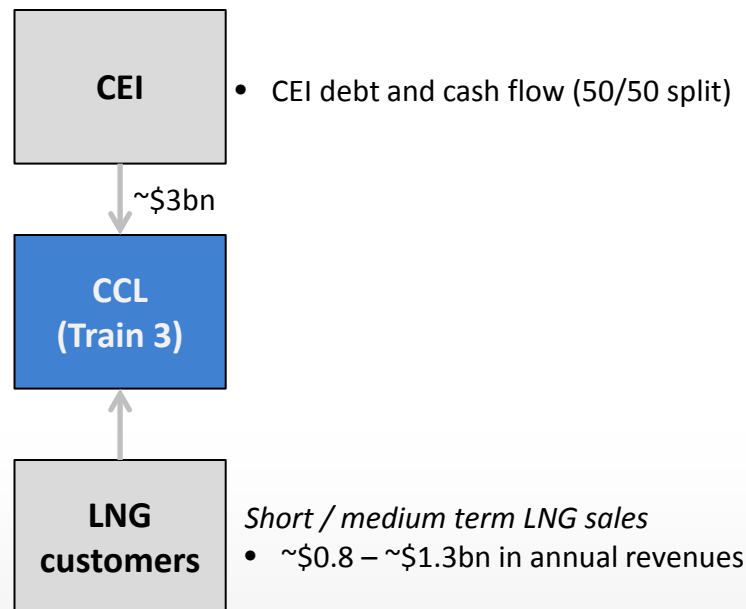 CEI
• CEI debt and cash flow (50/50 split)
~$3bn
CCL
(Train 3)
LNG
customers
Short / medium term LNG sales
• ~$0.8 – ~$1.3bn in annual revenues